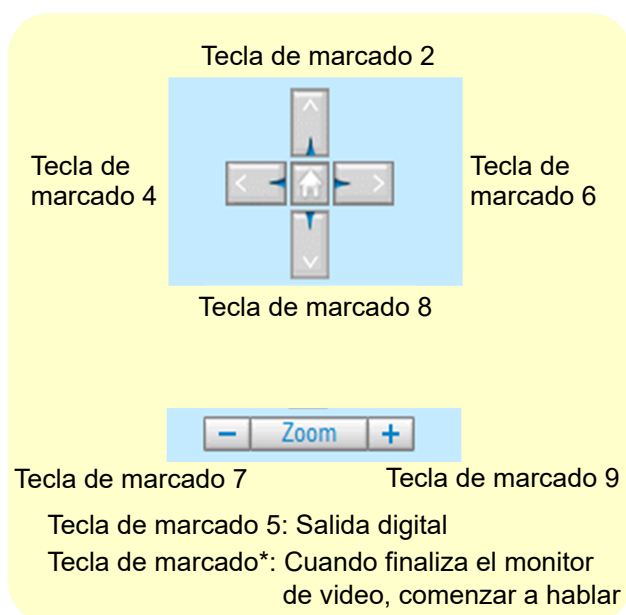 Tecla de marcado 2
Tecla de
marcado 4
Tecla de
marcado 6
Tecla de marcado 8
− Zoom +
Tecla de marcado 7
Tecla de marcado 9
Tecla de marcado 5: Salida digital
Tecla de marcado*: Cuando finaliza el monitor
de video, comenzar a hablar